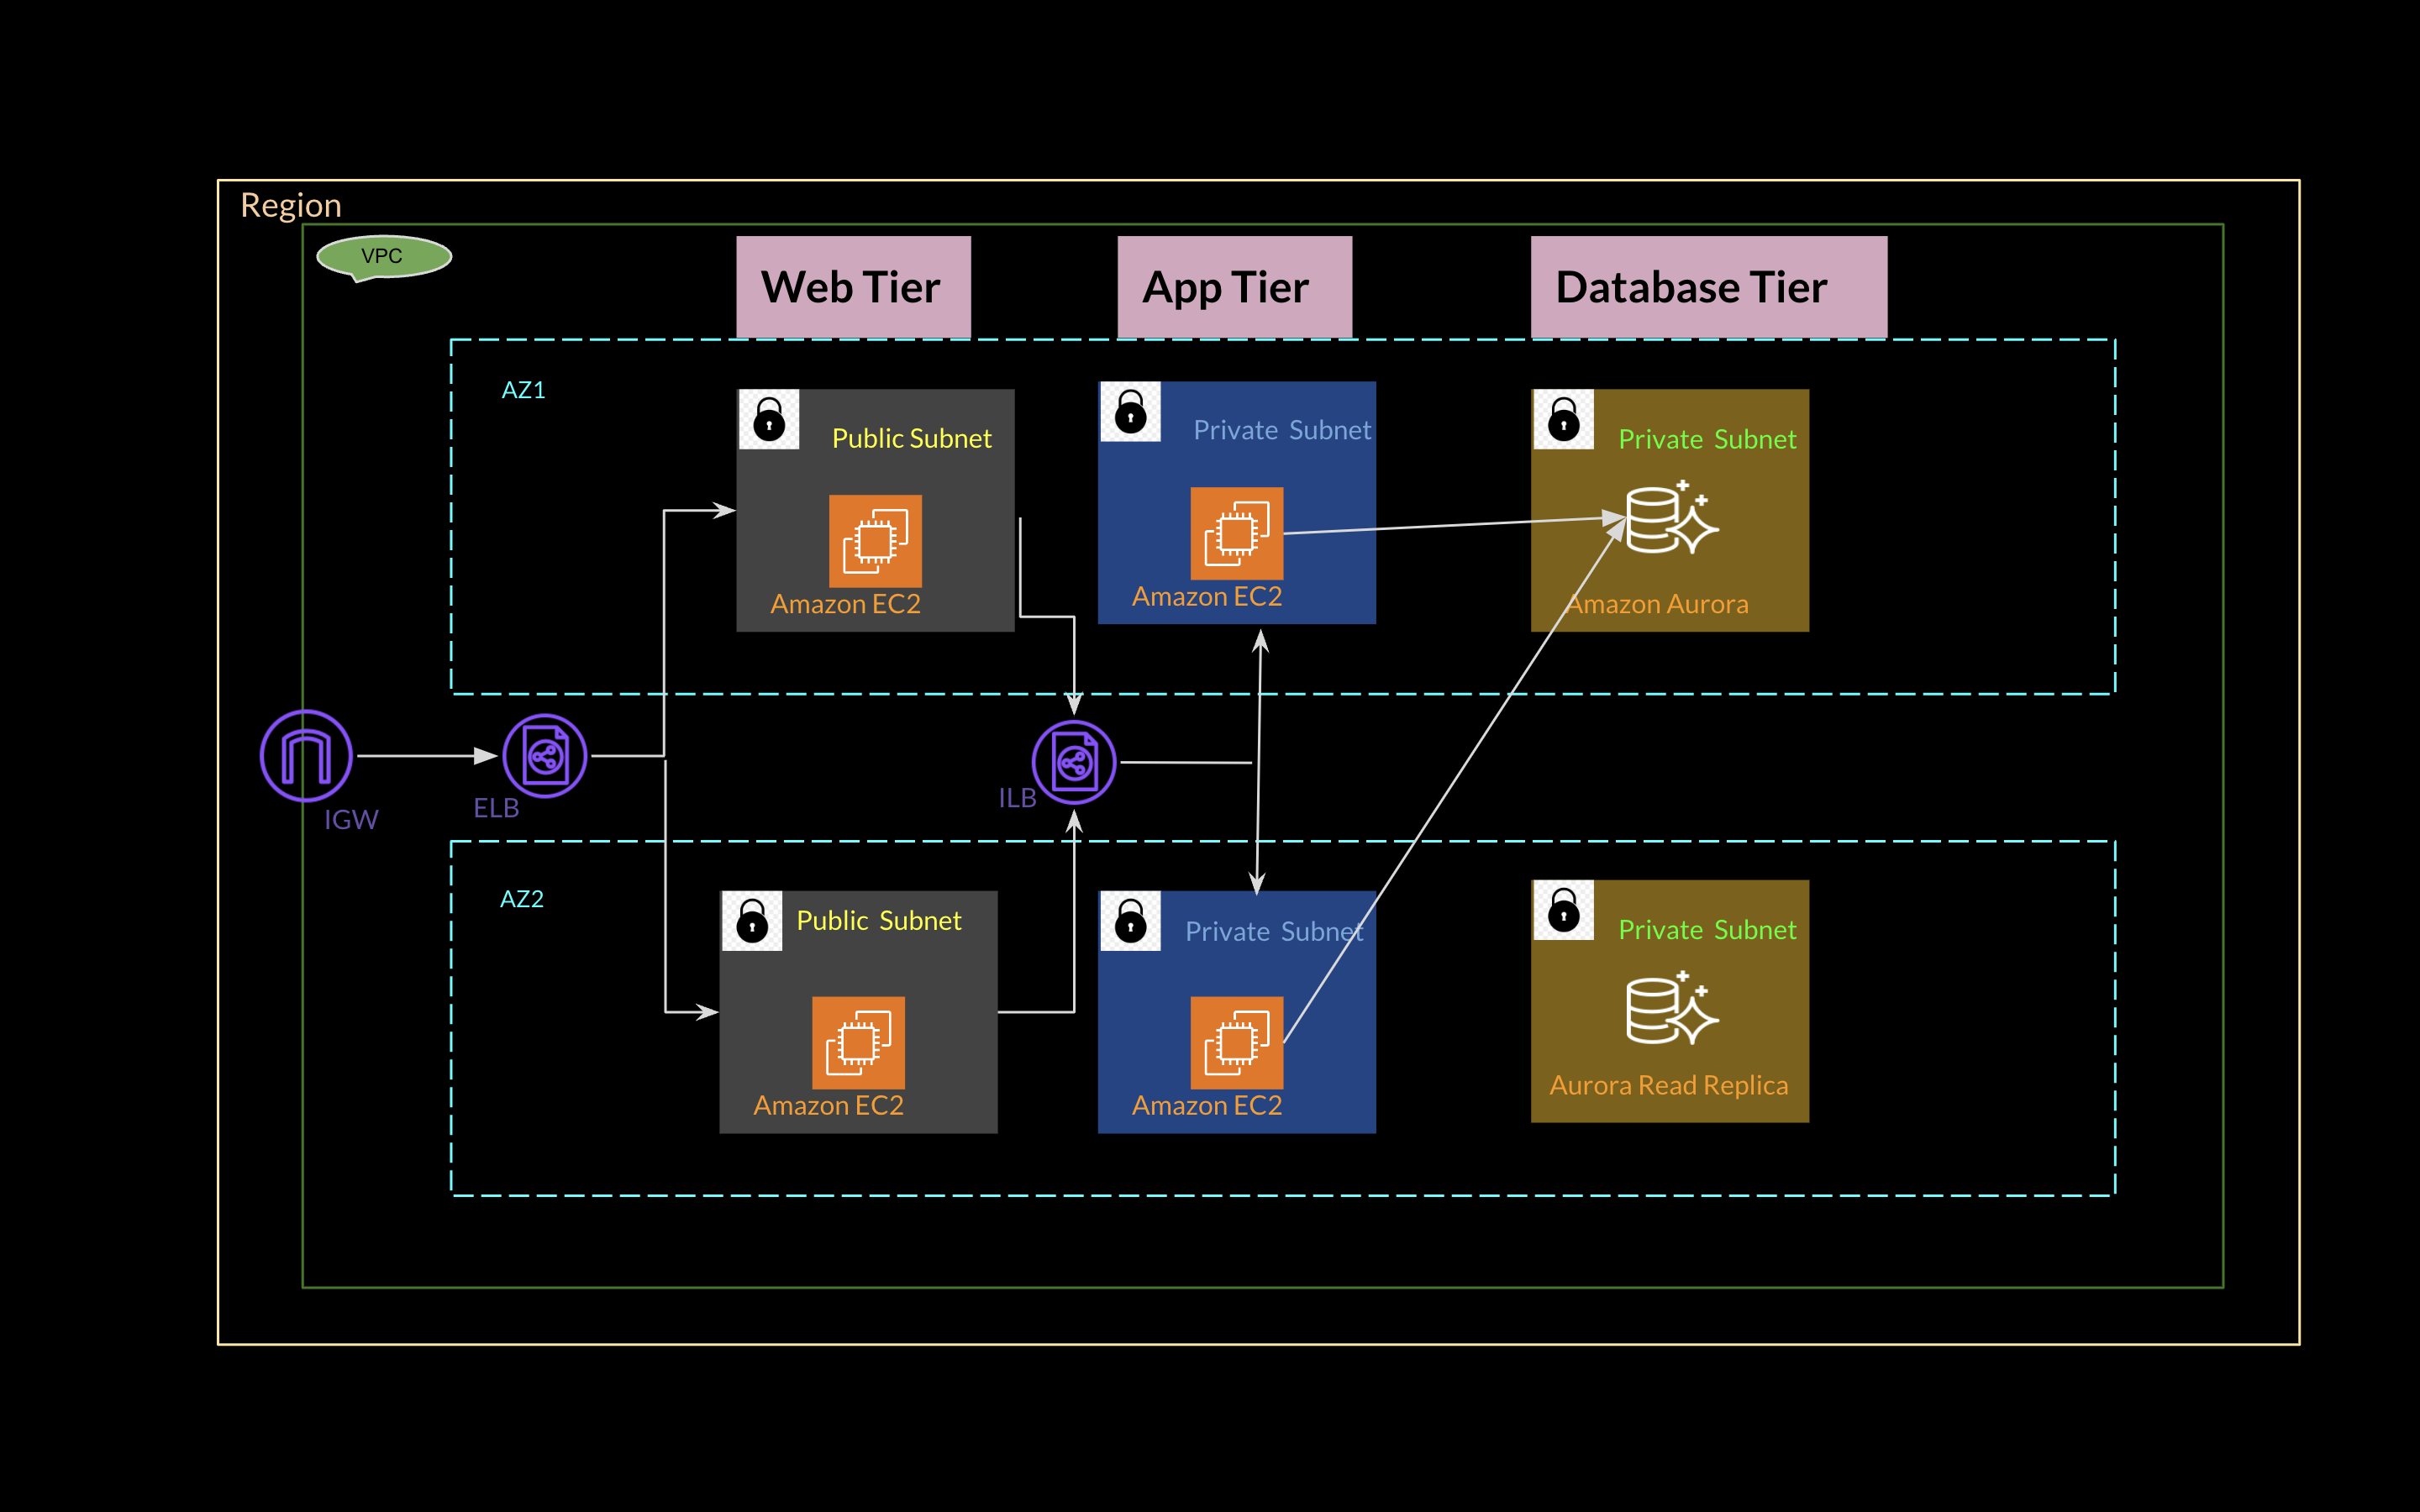 Region
VPC
Web Tier
App Tier
Database Tier
AZ1
Public Subnet
Amazon EC2
Private Subnet
Amazon EC2
Private Subnet
Amazon Aurora
IGW
ELB
ILB
AZ2
Public Subnet
Amazon EC2
Private Subnet
Amazon EC2
Private Subnet
Aurora Read Replica